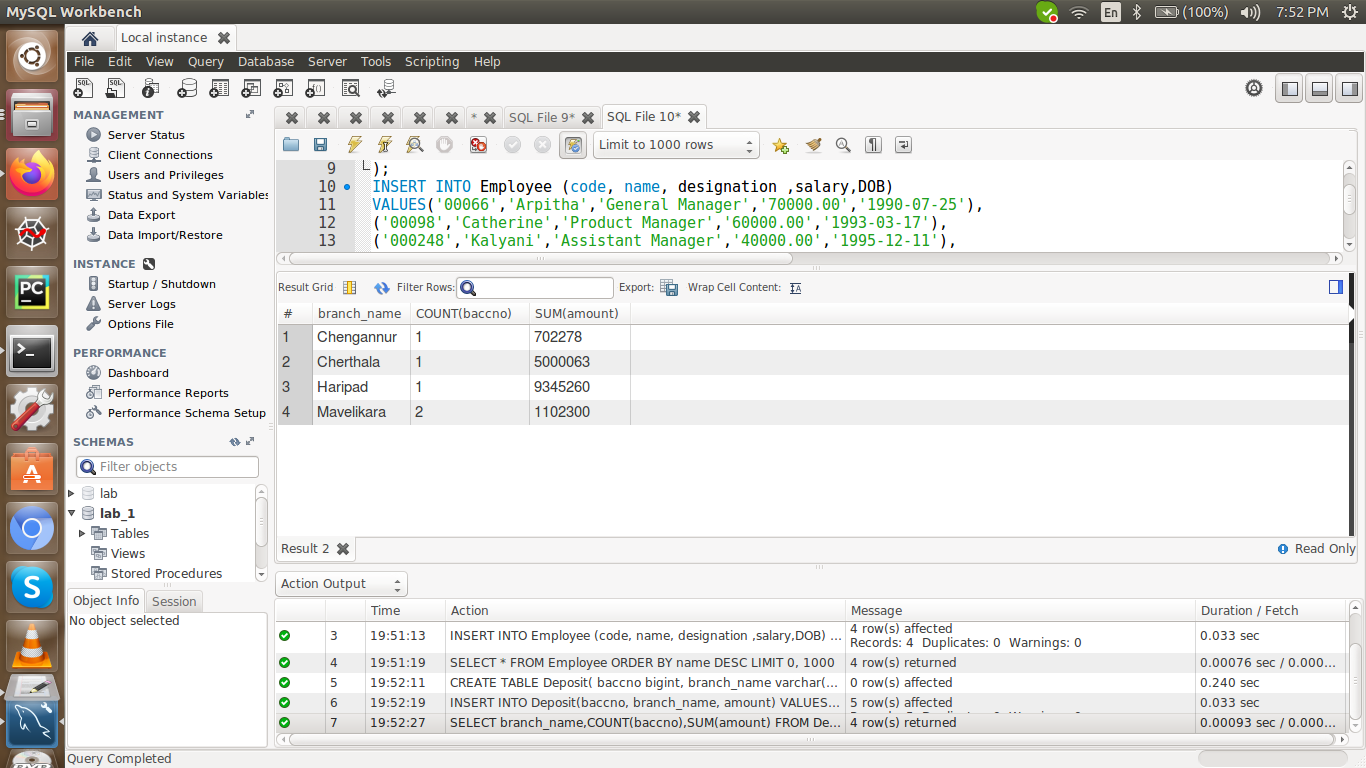 MySQL Workbench
En
(100%)
7:52 PM
Local instance
File Edit View Query Database Server Tools Scripting Help
MANAGEMENT
Server Status
Client Connections
Users and Privileges
Status and System Variables
Data Export
Data Import/Restore
INSTANCE
Startup / Shutdown
Server Logs
Options File
PERFORMANCE
Dashboard
Performance Reports
Performance Schema Setup
SCHEMAS
Filter objects
lab
lab_1
Tables
Views
Stored Procedures
Object Info Session
No object selected
* SQL File 9* SQL File 10*
Limit to 1000 rows
9 );
10 INSERT INTO Employee (code, name, designation ,salary,DOB)
11 VALUES('00066','Arpitha','General Manager','70000.00','1990-07-25'),
12 ('00098','Catherine','Product Manager','60000.00','1993-03-17'),
13 ('000248','Kalyani','Assistant Manager','40000.00','1995-12-11'),
Result Grid Filter Rows: Export: Wrap Cell Content:
# branch_name COUNT(baccno) SUM(amount)
1 Chengannur 1 702278
2 Cherthala 1 5000063
3 Haripad 1 9345260
4 Mavelikara 2 1102300
Result 2
Read Only
Action Output
Time Action Message Duration / Fetch
3 19:51:13 INSERT INTO Employee (code, name, designation ,salary,DOB) ... 4 row(s) affected 0.033 sec
Records: 4 Duplicates: 0 Warnings: 0
4 19:51:19 SELECT * FROM Employee ORDER BY name DESC LIMIT 0, 1000 4 row(s) returned 0.00076 sec / 0.000...
5 19:52:11 CREATE TABLE Deposit( baccno bigint, branch_name varchar(... 0 row(s) affected 0.240 sec
6 19:52:19 INSERT INTO Deposit(baccno, branch_name, amount) VALUES... 5 row(s) affected 0.033 sec
7 19:52:27 SELECT branch_name,COUNT(baccno),SUM(amount) FROM De... 4 row(s) returned 0.00093 sec / 0.000...
Query Completed
PC